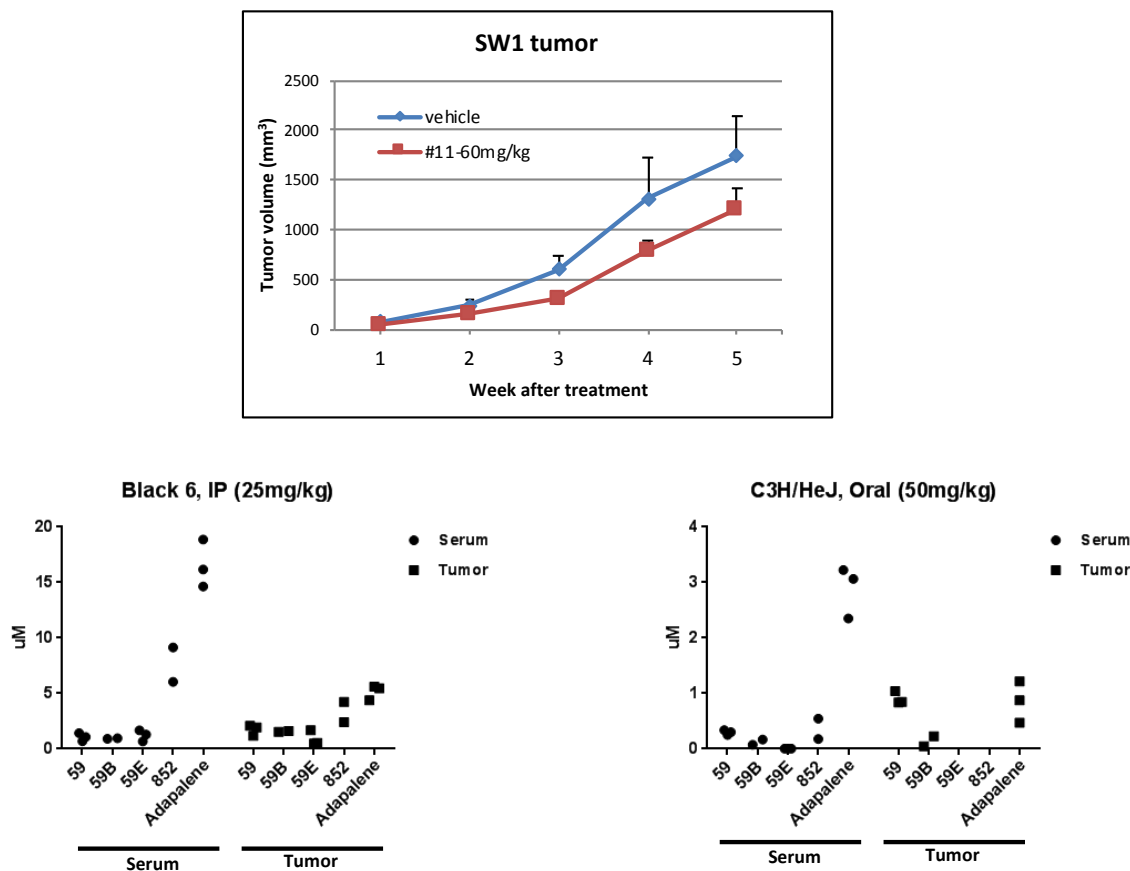 SW1 tumor
2500
2000
1500
1000
500
0
Tumor volume (mm³)
vehicle
#11-60mg/kg
1 2 3 4 5
Week after treatment
Black 6, IP (25mg/kg)
20
15
10
5
0
uM
Serum
Tumor
59 59B 59E 852 Adapalene 59 59B 59E 852 Adapalene
Serum Tumor
C3H/HeJ, Oral (50mg/kg)
4
3
2
1
0
uM
Serum
Tumor
59 59B 59E 852 Adapalene 59 59B 59E 852 Adapalene
Serum Tumor